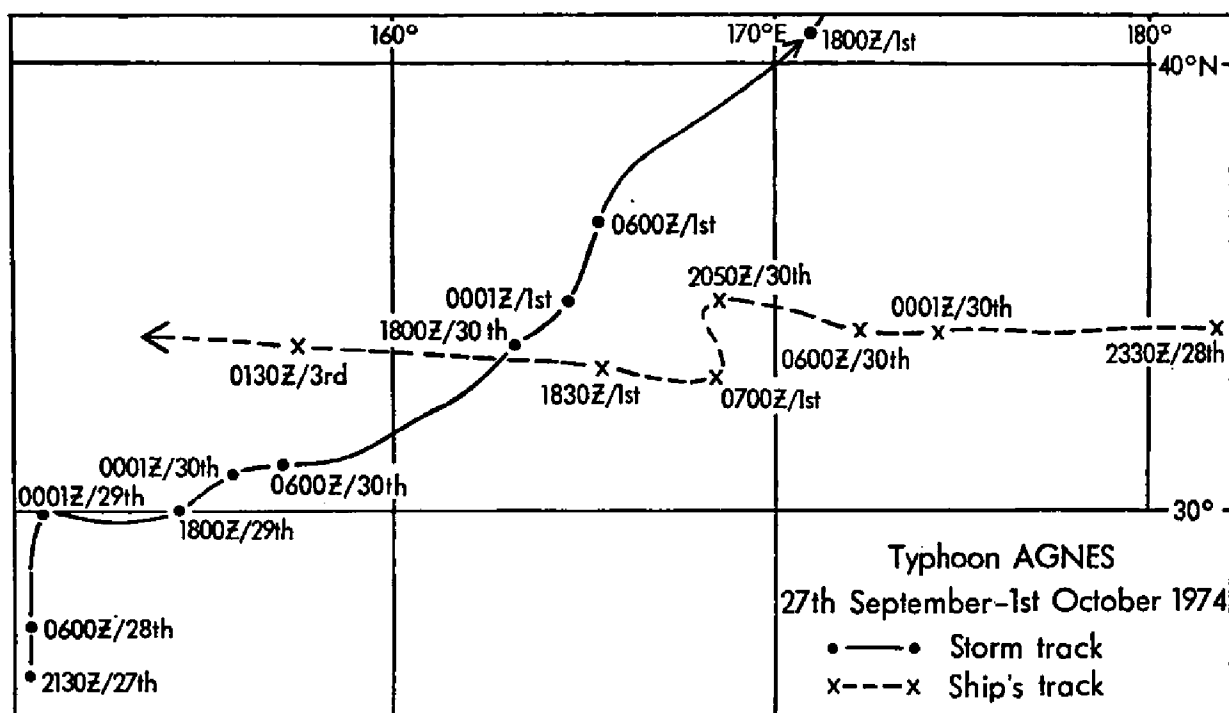 160°
170°E
1800Z/1st
180°
40°N
0600Z/1st
2050Z/30th
0001Z/1st
0001Z/30th
1800Z/30th
0130Z/3rd
1830Z/1st
0700Z/1st
0600Z/30th
2330Z/28th
0001Z/30th
0600Z/30th
0001Z/29th
1800Z/29th
30°
0600Z/28th
2130Z/27th
Typhoon AGNES
27th September-1st October 1974
Storm track
x----x Ship's track